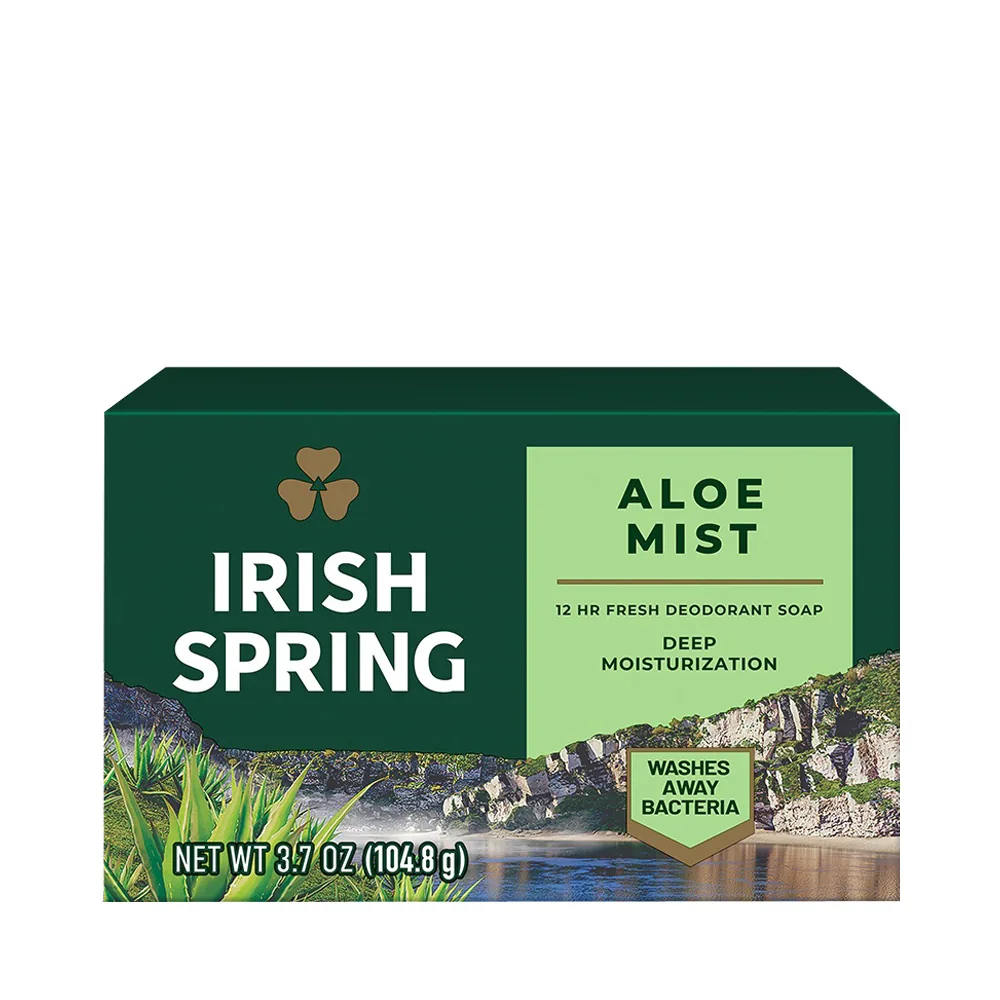 IRISH
SPRING
ALOE
MIST
12 HR FRESH DEODORANT SOAP
DEEP
MOISTURIZATION
WASHES
AWAY
BACTERIA
NET WT 3.7 OZ (104.8 g)